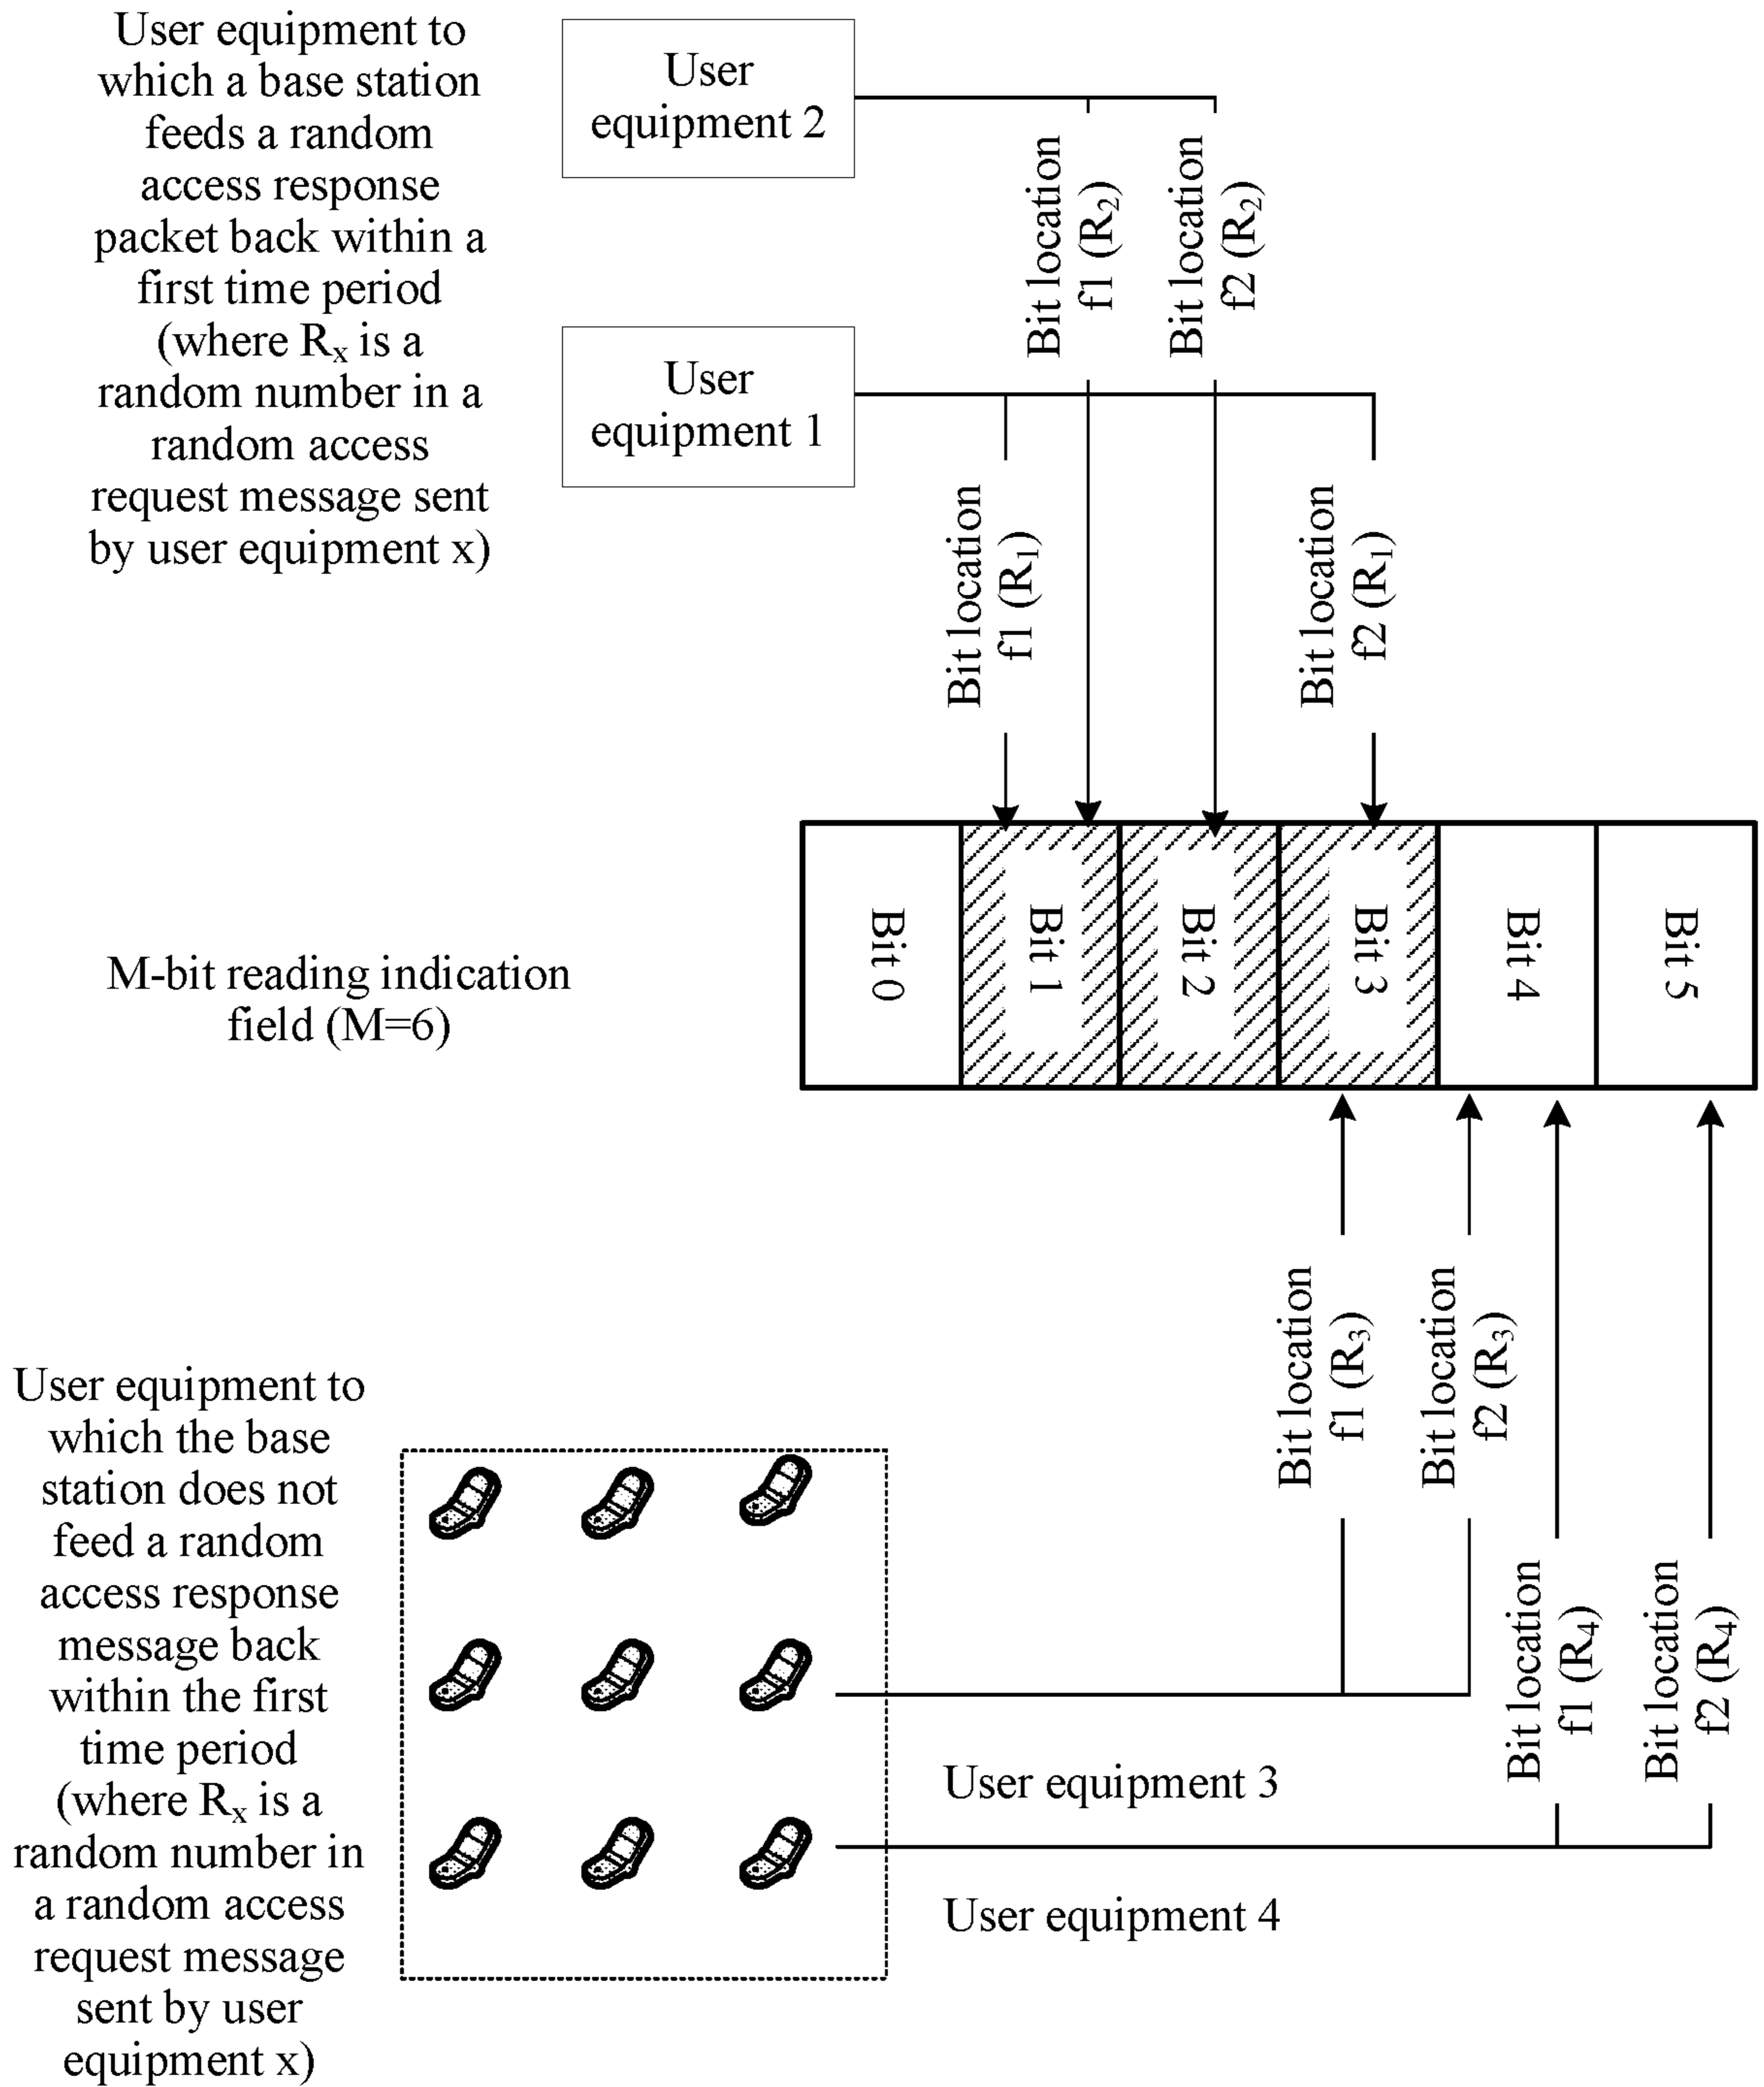 User equipment to
which a base station
feeds a random
access response
packet back within a
first time period
(where Rₓ is a
random number in a
random access
request message sent
by user equipment x)
User
equipment 2
User
equipment 1
Bit location
f1 (R₂)
Bit location
f2 (R₂)
Bit location
f1 (R₁)
Bit location
f2 (R₁)
M-bit reading indication
field (M=6)
Bit 0
Bit 1
Bit 2
Bit 3
Bit 4
Bit 5
Bit location
f1 (R₃)
Bit location
f2 (R₃)
Bit location
f1 (R₄)
Bit location
f2 (R₄)
User equipment to
which the base
station does not
feed a random
access response
message back
within the first
time period
(where Rₓ is a
random number in
a random access
request message
sent by user
equipment x)
User equipment 3
User equipment 4